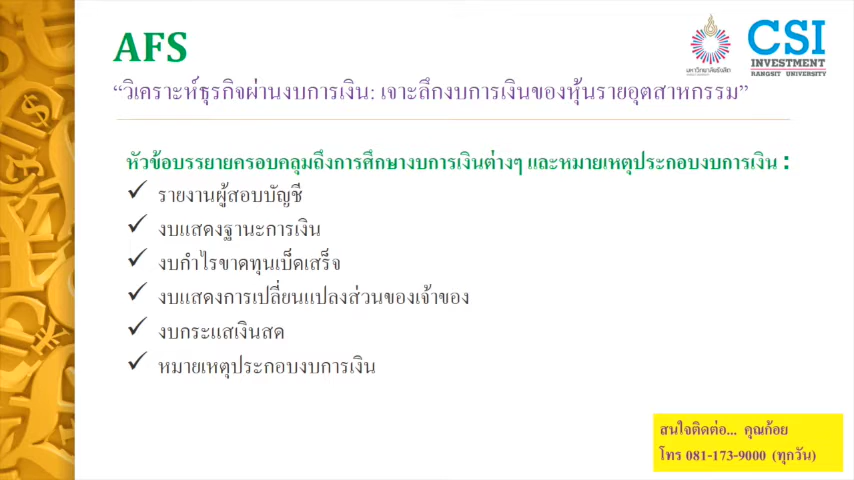 AFS
CSI
INVESTMENT
RANGSIT UNIVERSITY
มหาวิทยาลัยรังสิต
“วิเคราะห์ธุรกิจผ่านงบการเงิน: เจาะลึกงบการเงินของหุ้นรายอุตสาหกรรม”
หัวข้อบรรยายครอบคลุมถึงการศึกษางบการเงินต่างๆ และหมายเหตุประกอบงบการเงิน :
✓ รายงานผู้สอบบัญชี
✓ งบแสดงฐานะการเงิน
✓ งบกำไรขาดทุนเบ็ดเสร็จ
✓ งบแสดงการเปลี่ยนแปลงส่วนของเจ้าของ
✓ งบกระแสเงินสด
✓ หมายเหตุประกอบงบการเงิน
สนใจติดต่อ... คุณก้อย
โทร 081-173-9000 (ทุกวัน)